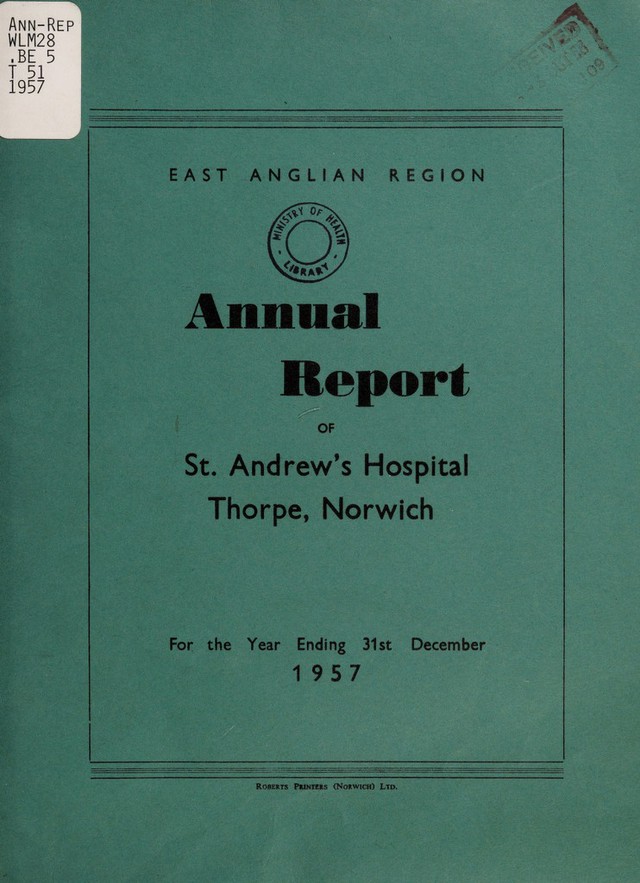 Ann-Rep
WLM28
.BE 5
T 51
1957
EAST ANGLIAN REGION
MINISTRY OF HEALTH
LIBRARY
Annual
Report
OF
St. Andrew's Hospital
Thorpe, Norwich
For the Year Ending 31st December
1957
Roberts Printers (Norwich) Ltd.